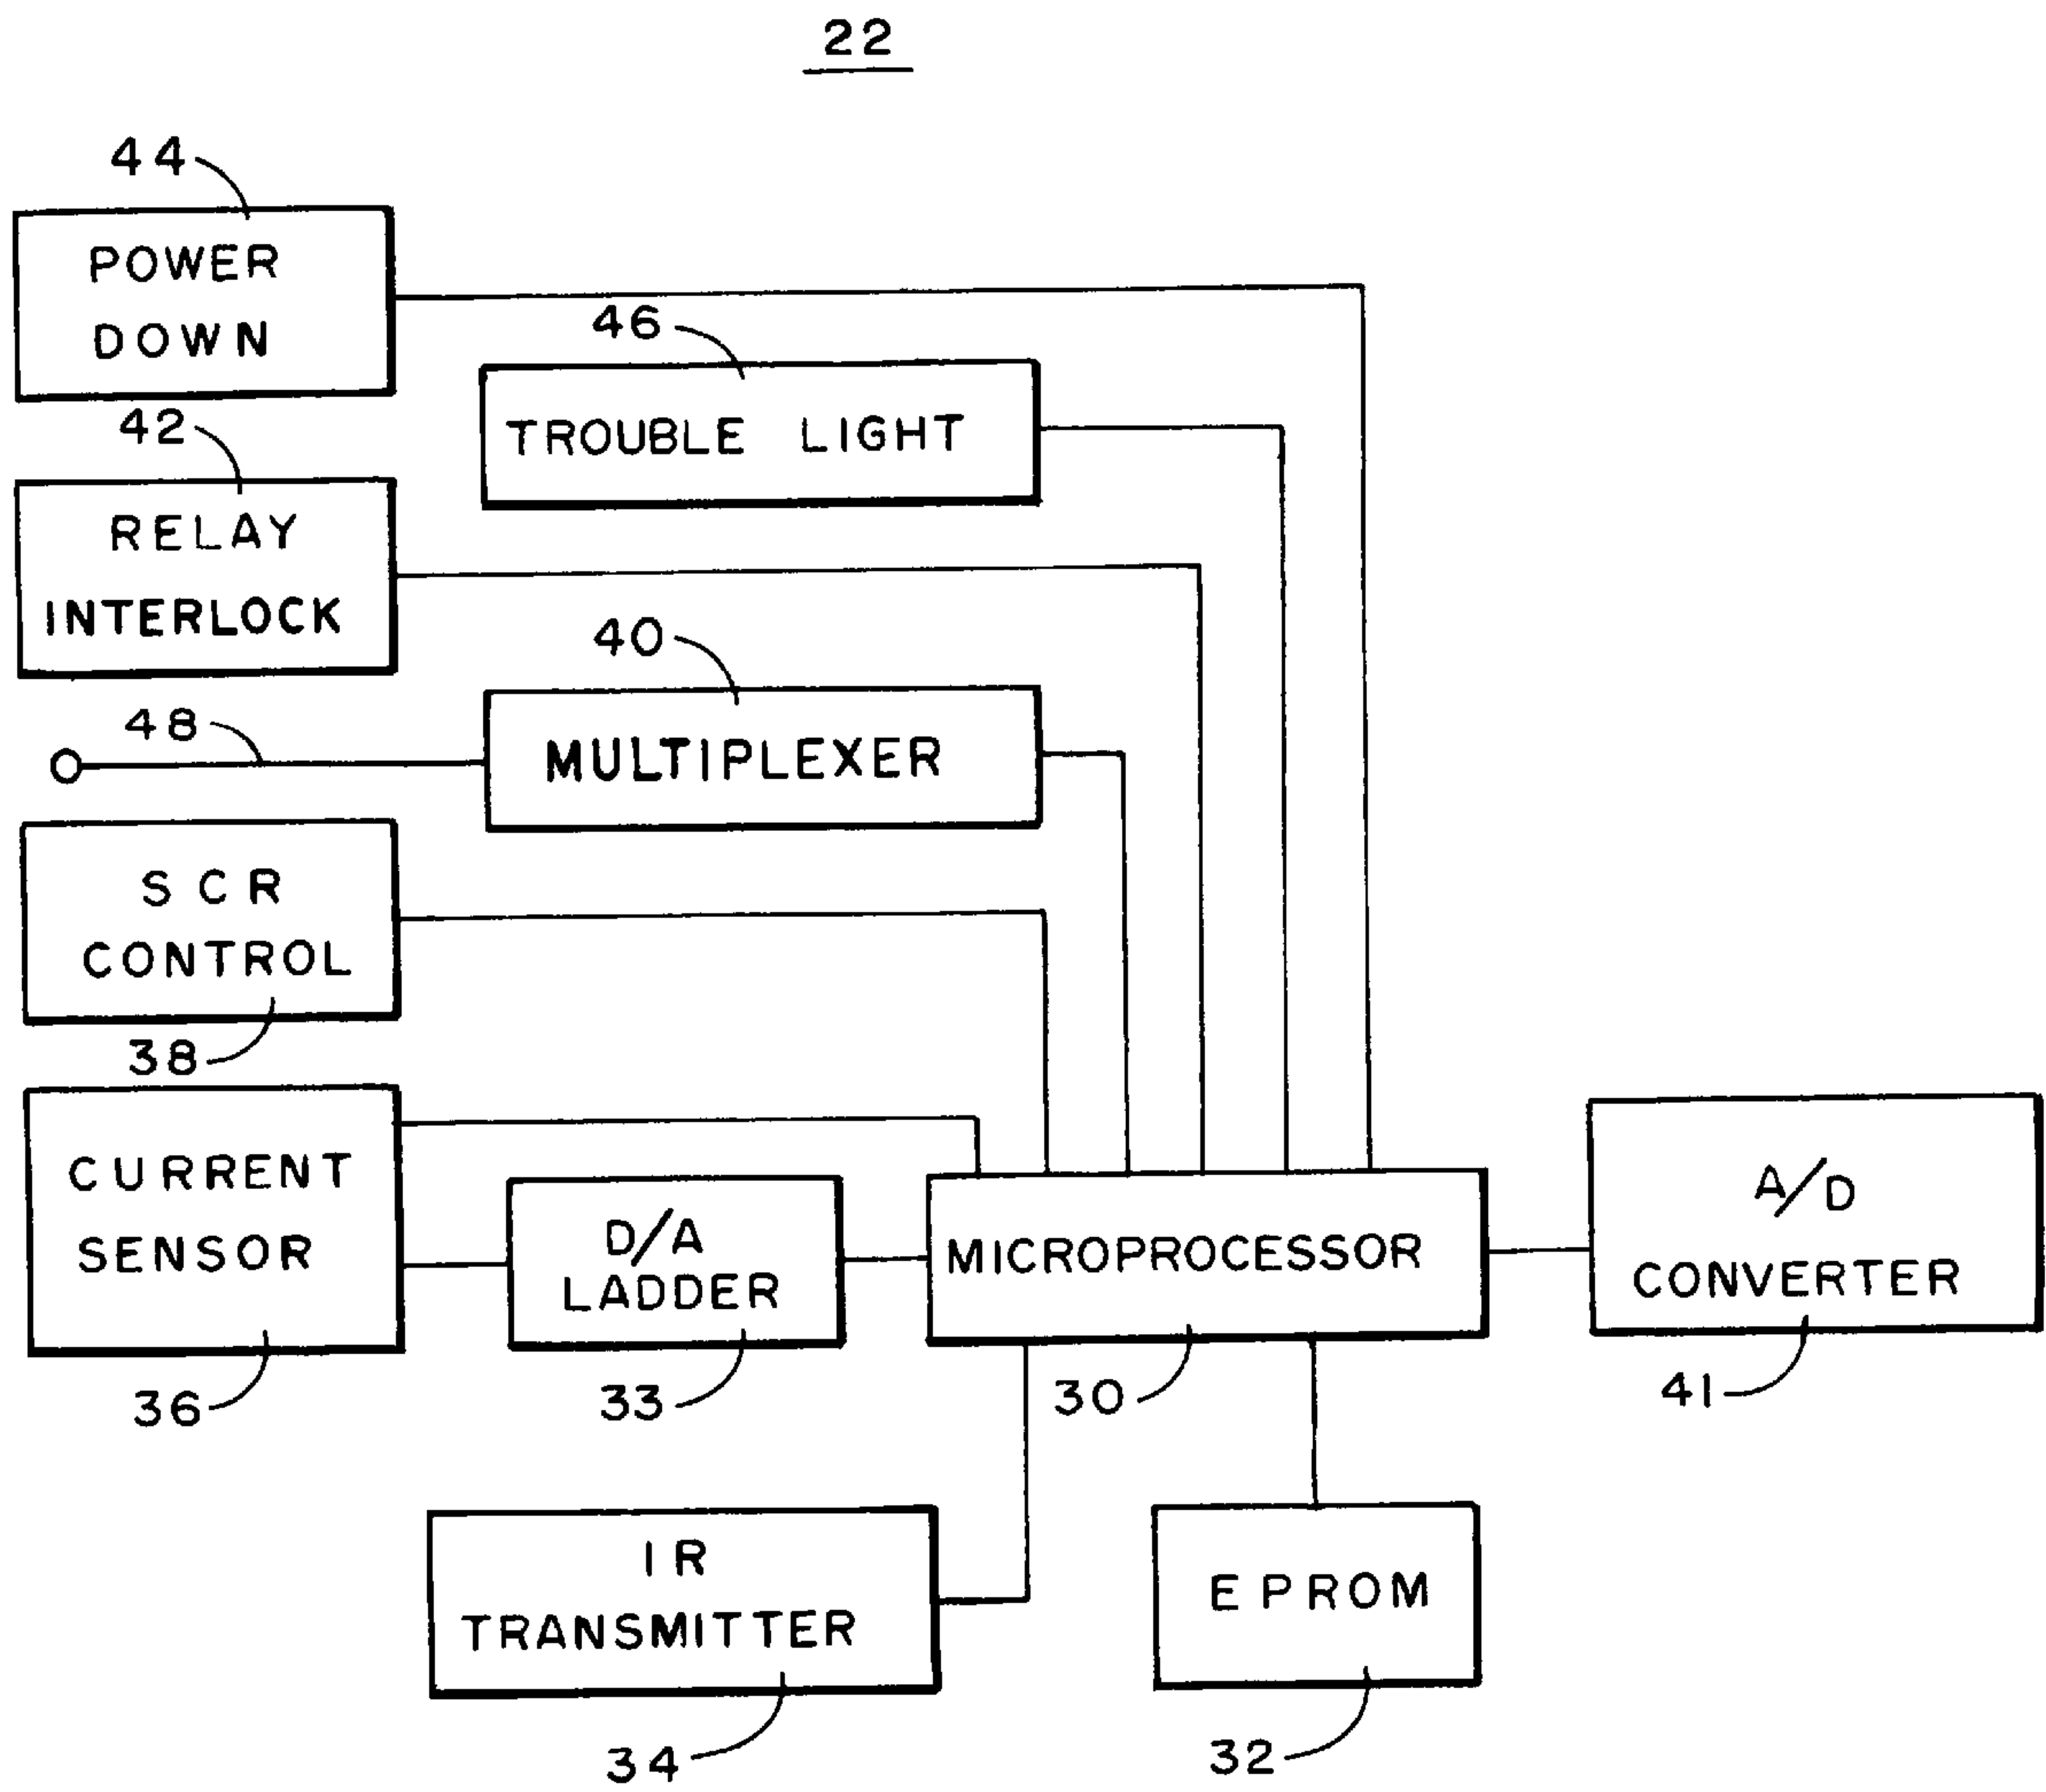 22
44
POWER
DOWN
46
TROUBLE LIGHT
42
RELAY
INTERLOCK
40
48
MULTIPLEXER
SCR
CONTROL
38
CURRENT
SENSOR
36
D/A
LADDER
33
MICROPROCESSOR
30
A/D
CONVERTER
41
IR
TRANSMITTER
34
EPROM
32